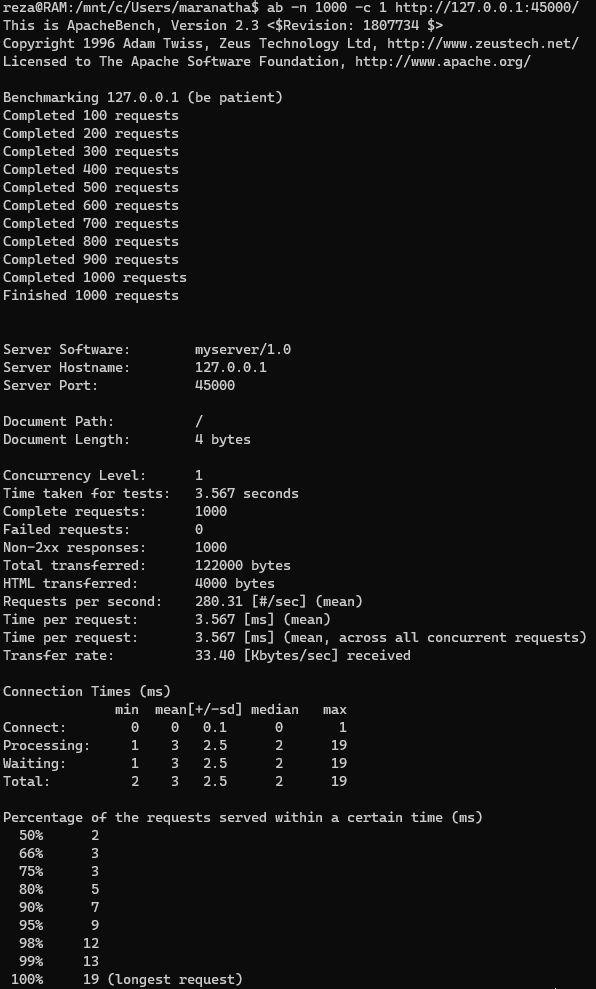 reza@RAM:/mnt/c/Users/maranatha$ ab -n 1000 -c 1 http://127.0.0.1:45000/
This is ApacheBench, Version 2.3 <$Revision: 1807734 $>
Copyright 1996 Adam Twiss, Zeus Technology Ltd, http://www.zeustech.net/
Licensed to The Apache Software Foundation, http://www.apache.org/

Benchmarking 127.0.0.1 (be patient)
Completed 100 requests
Completed 200 requests
Completed 300 requests
Completed 400 requests
Completed 500 requests
Completed 600 requests
Completed 700 requests
Completed 800 requests
Completed 900 requests
Completed 1000 requests
Finished 1000 requests


Server Software:        myserver/1.0
Server Hostname:        127.0.0.1
Server Port:            45000

Document Path:          /
Document Length:        4 bytes

Concurrency Level:      1
Time taken for tests:   3.567 seconds
Complete requests:      1000
Failed requests:        0
Non-2xx responses:      1000
Total transferred:      122000 bytes
HTML transferred:       4000 bytes
Requests per second:    280.31 [#/sec] (mean)
Time per request:       3.567 [ms] (mean)
Time per request:       3.567 [ms] (mean, across all concurrent requests)
Transfer rate:          33.40 [Kbytes/sec] received

Connection Times (ms)
              min  mean[+/-sd] median   max
Connect:        0    0   0.1      0       1
Processing:     1    3   2.5      2      19
Waiting:        1    3   2.5      2      19
Total:          2    3   2.5      2      19

Percentage of the requests served within a certain time (ms)
  50%      2
  66%      3
  75%      3
  80%      5
  90%      7
  95%      9
  98%     12
  99%     13
 100%     19 (longest request)